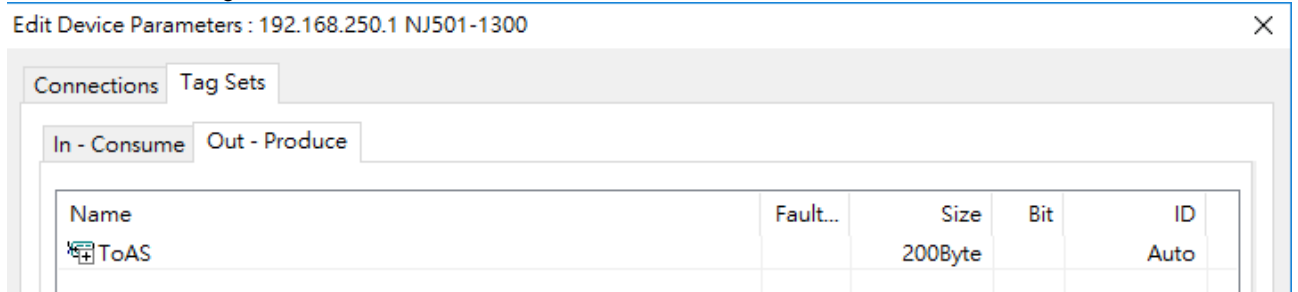 Edit Device Parameters : 192.168.250.1 NJ501-1300
Connections Tag Sets
In - Consume Out - Produce
Name Fault... Size Bit ID
ToAS 200Byte Auto